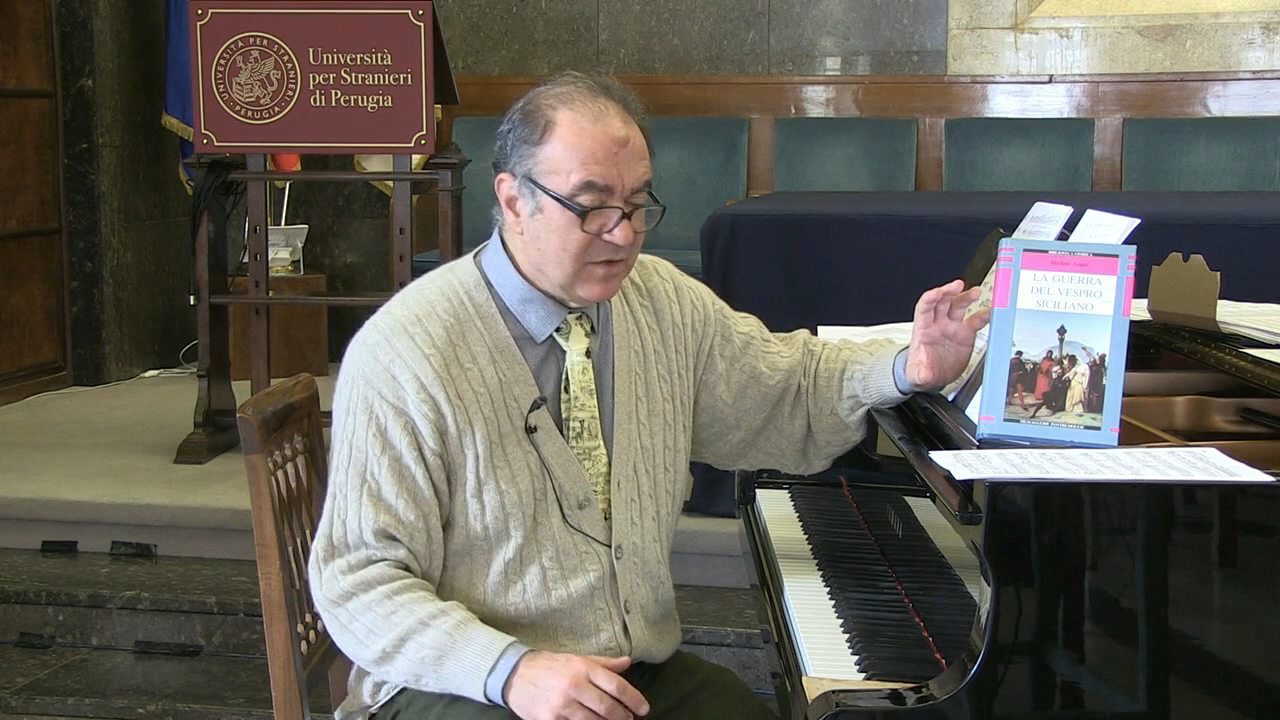 UNIVERSITÀ PER STRANIERI
PERUGIA
Università
per Stranieri
di Perugia
LA GUERRA
DEL VESPRO
SICILIANO